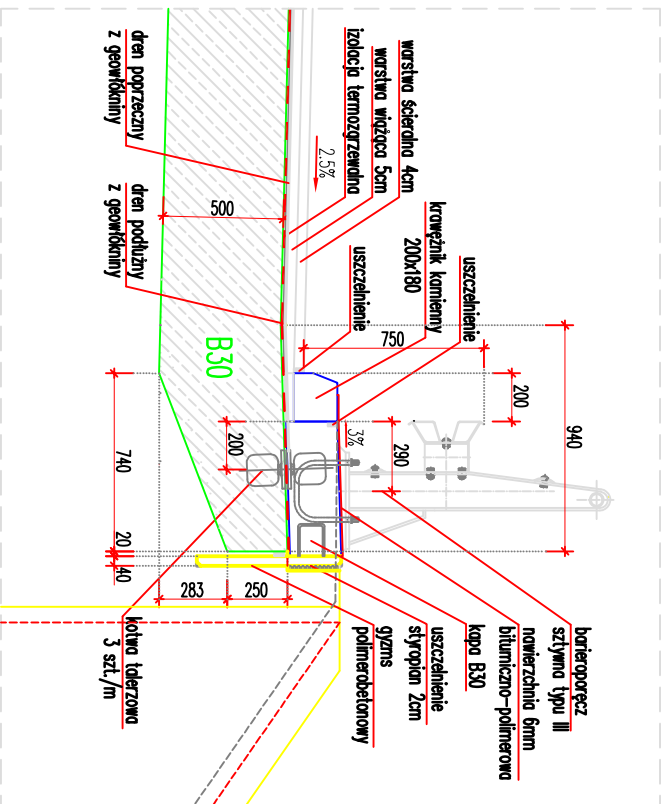 dren poprzeczny
z geowłókniny
dren podłużny
z geowłókniny
warstwa ścieralna 4cm
warstwa wiążąca 5cm
izolacja termozgrzewalna
2.5%
krawężnik kamienny
200x180
uszczelnienie
uszczelnienie
500
B30
750
200
940
290
3%
200
740
20
40
283
250
kotwa talerzowa
3 szt./m
barieroporęcz
sztywna typu III
nawierzchnia 6mm
bitumiczno-polimerowa
kapa B30
uszczelnienie
styropian 2cm
gyzms
polimerobetonowy